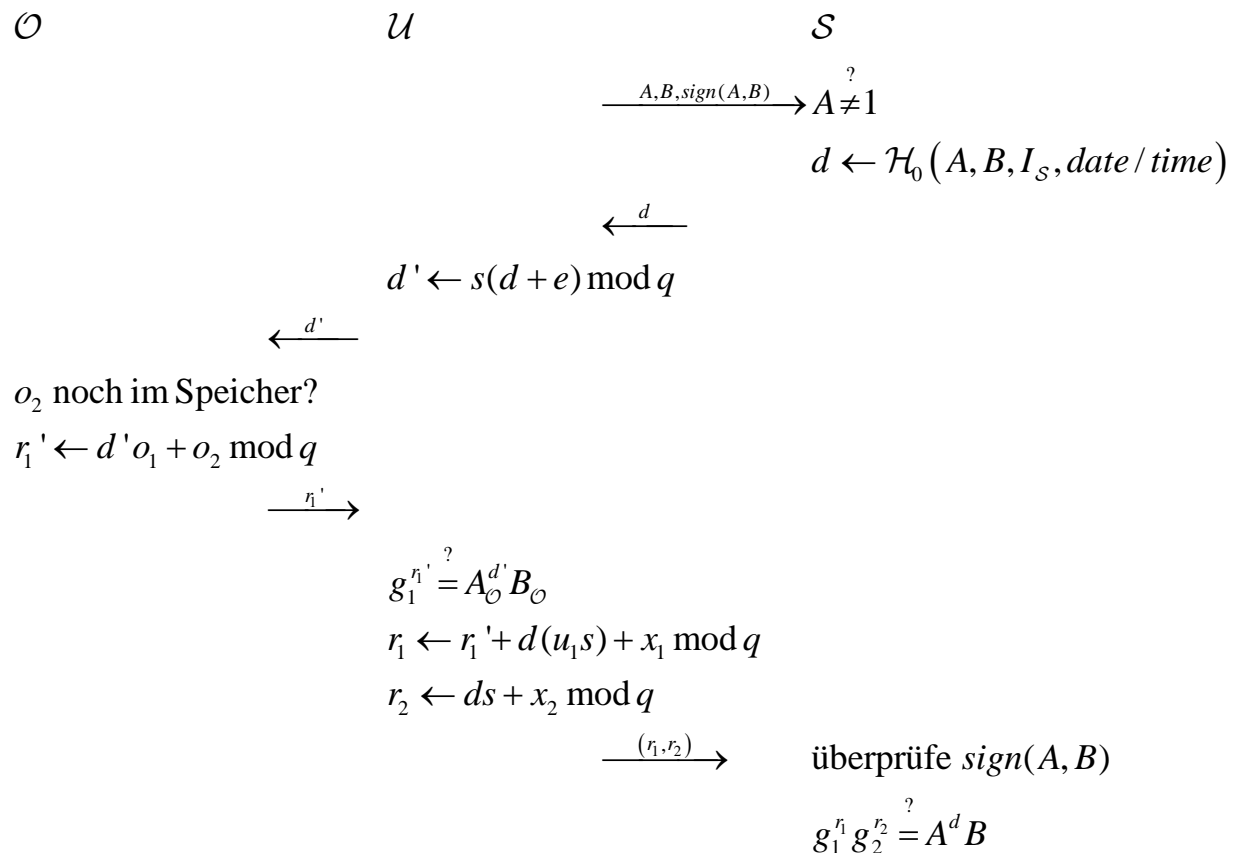 𝒪 𝒰 𝒮
A,B,sign(A,B) ⟶ A ≠? 1
d ← ℋ₀(A, B, I_𝒮, date / time)
⟵ d
d ' ← s(d + e) mod q
⟵ d'
o₂ noch im Speicher?
r₁ ' ← d ' o₁ + o₂ mod q
r₁ ' ⟶
g₁^{r₁ '} =? A_𝒪^{d'} B_𝒪
r₁ ← r₁ '+ d(u₁s) + x₁ mod q
r₂ ← ds + x₂ mod q
(r₁,r₂) ⟶ überprüfe sign(A, B)
g₁^{r₁} g₂^{r₂} =? A^d B